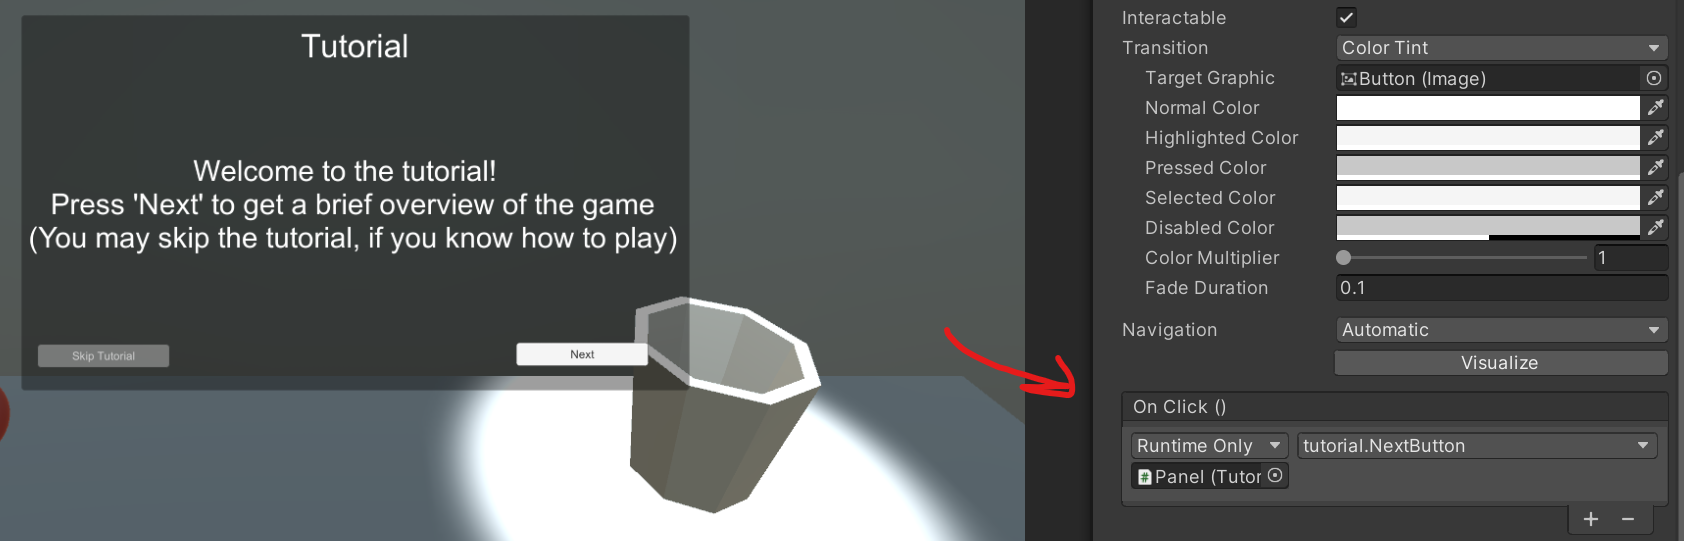 Tutorial
Welcome to the tutorial!
Press 'Next' to get a brief overview of the game
(You may skip the tutorial, if you know how to play)
Skip Tutorial
Next
Interactable
Transition
Color Tint
Target Graphic
Button (Image)
Normal Color
Highlighted Color
Pressed Color
Selected Color
Disabled Color
Color Multiplier
1
Fade Duration
0.1
Navigation
Automatic
Visualize
On Click ()
Runtime Only
tutorial.NextButton
# Panel (Tutor